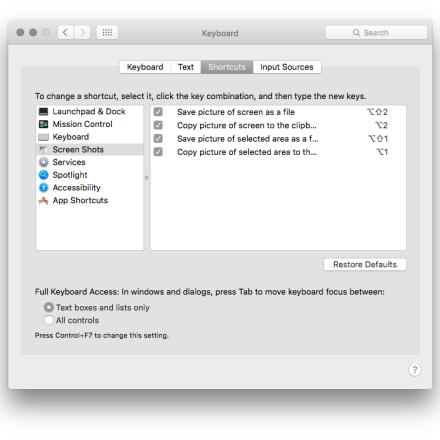 Keyboard
Search
Keyboard Text Shortcuts Input Sources
To change a shortcut, select it, click the key combination, and then type the new keys.
Launchpad & Dock
Mission Control
Keyboard
Screen Shots
Services
Spotlight
Accessibility
App Shortcuts
Save picture of screen as a file ⌥⇧2
Copy picture of screen to the clipb... ⌥2
Save picture of selected area as a f... ⌥⇧1
Copy picture of selected area to th... ⌥1
Restore Defaults
Full Keyboard Access: In windows and dialogs, press Tab to move keyboard focus between:
Text boxes and lists only
All controls
Press Control+F7 to change this setting.
?